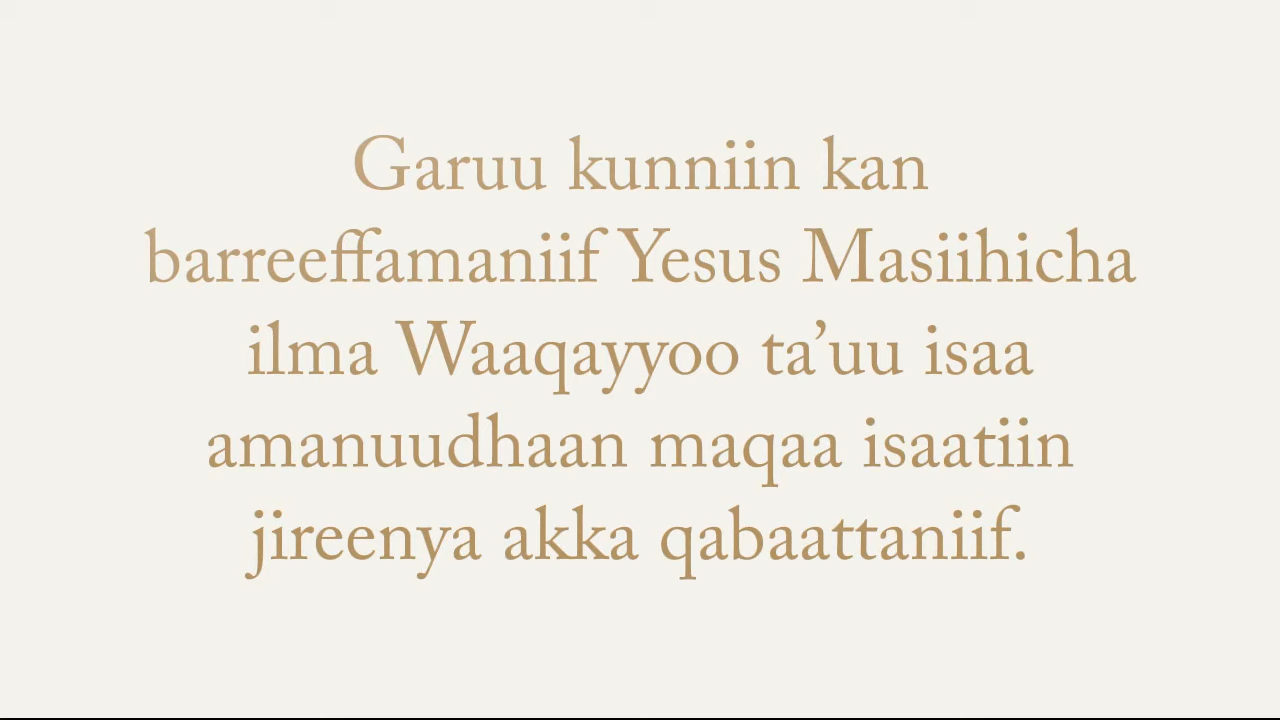 Garuu kunniin kan
barreeffamaniif Yesus Masiihicha
ilma Waaqayyoo ta’uu isaa
amanuudhaan maqaa isaatiin
jireenya akka qabaattaniif.